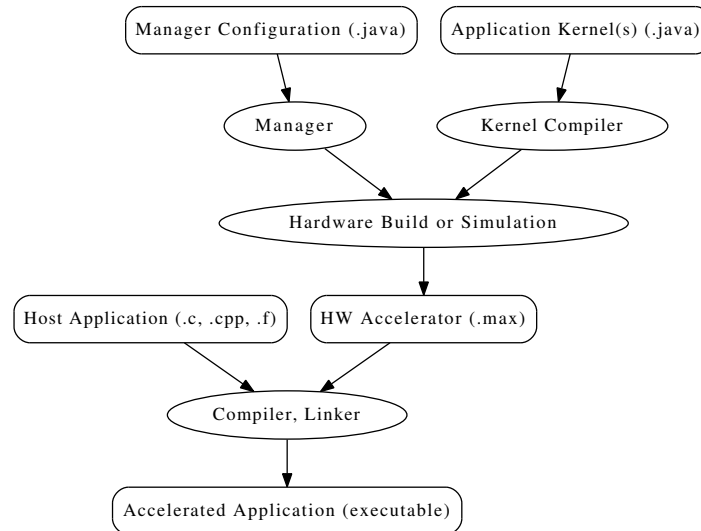 Manager Configuration (.java)
Application Kernel(s) (.java)
Manager
Kernel Compiler
Hardware Build or Simulation
Host Application (.c, .cpp, .f)
HW Accelerator (.max)
Compiler, Linker
Accelerated Application (executable)